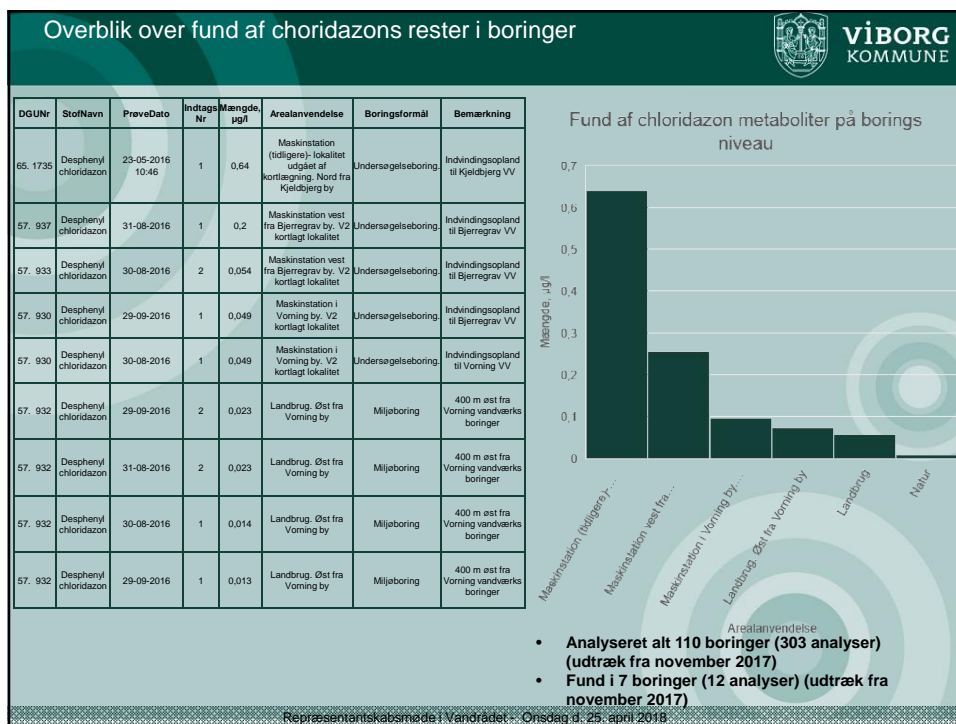 Overblik over fund af choridazons rester i boringer
VIBORG
KOMMUNE
DGUNr StofNavn PrøveDato Indtags Nr Mængde, µg/l Arealanvendelse Boringsformål Bemærkning
65. 1735 Desphenyl chloridazon 23-05-2016 10:46 1 0,64 Maskinstation (tidligere)- lokalitet udgået af kortlægning. Nord fra Kjeldbjerg by Undersøgelseboring. Indvindingsopland til Kjeldbjerg VV
57. 937 Desphenyl chloridazon 31-08-2016 1 0,2 Maskinstation vest fra Bjerregrav by. V2 kortlagt lokalitet Undersøgelseboring. Indvindingsopland til Bjerregrav VV
57. 933 Desphenyl chloridazon 30-08-2016 2 0,054 Maskinstation vest fra Bjerregrav by. V2 kortlagt lokalitet Undersøgelseboring. Indvindingsopland til Bjerregrav VV
57. 930 Desphenyl chloridazon 29-09-2016 1 0,049 Maskinstation i Vorning by. V2 kortlagt lokalitet Undersøgelseboring. Indvindingsopland til Bjerregrav VV
57. 930 Desphenyl chloridazon 30-08-2016 1 0,049 Maskinstation i Vorning by. V2 kortlagt lokalitet Undersøgelseboring. Indvindingsopland til Vorning VV
57. 932 Desphenyl chloridazon 29-09-2016 2 0,023 Landbrug. Øst fra Vorning by Miljøboring 400 m øst fra Vorning vandværks boringer
57. 932 Desphenyl chloridazon 31-08-2016 2 0,023 Landbrug. Øst fra Vorning by Miljøboring 400 m øst fra Vorning vandværks boringer
57. 932 Desphenyl chloridazon 30-08-2016 1 0,014 Landbrug. Øst fra Vorning by Miljøboring 400 m øst fra Vorning vandværks boringer
57. 932 Desphenyl chloridazon 29-09-2016 1 0,013 Landbrug. Øst fra Vorning by Miljøboring 400 m øst fra Vorning vandværks boringer
Fund af chloridazon metaboliter på borings
niveau
0,7
0,6
0,5
0,4
0,3
0,2
0,1
0
Mængde, µg/l
Maskinstation (tidligere)-…
Maskinstation vest fra…
Maskinstation i Vorning by.…
Landbrug. Øst fra Vorning by
Landbrug
Natur
Arealanvendelse
• Analyseret alt 110 boringer (303 analyser)
(udtræk fra november 2017)
• Fund i 7 boringer (12 analyser) (udtræk fra
november 2017)
Repræsentantskabsmøde i Vandrådet - Onsdag d. 25. april 2018